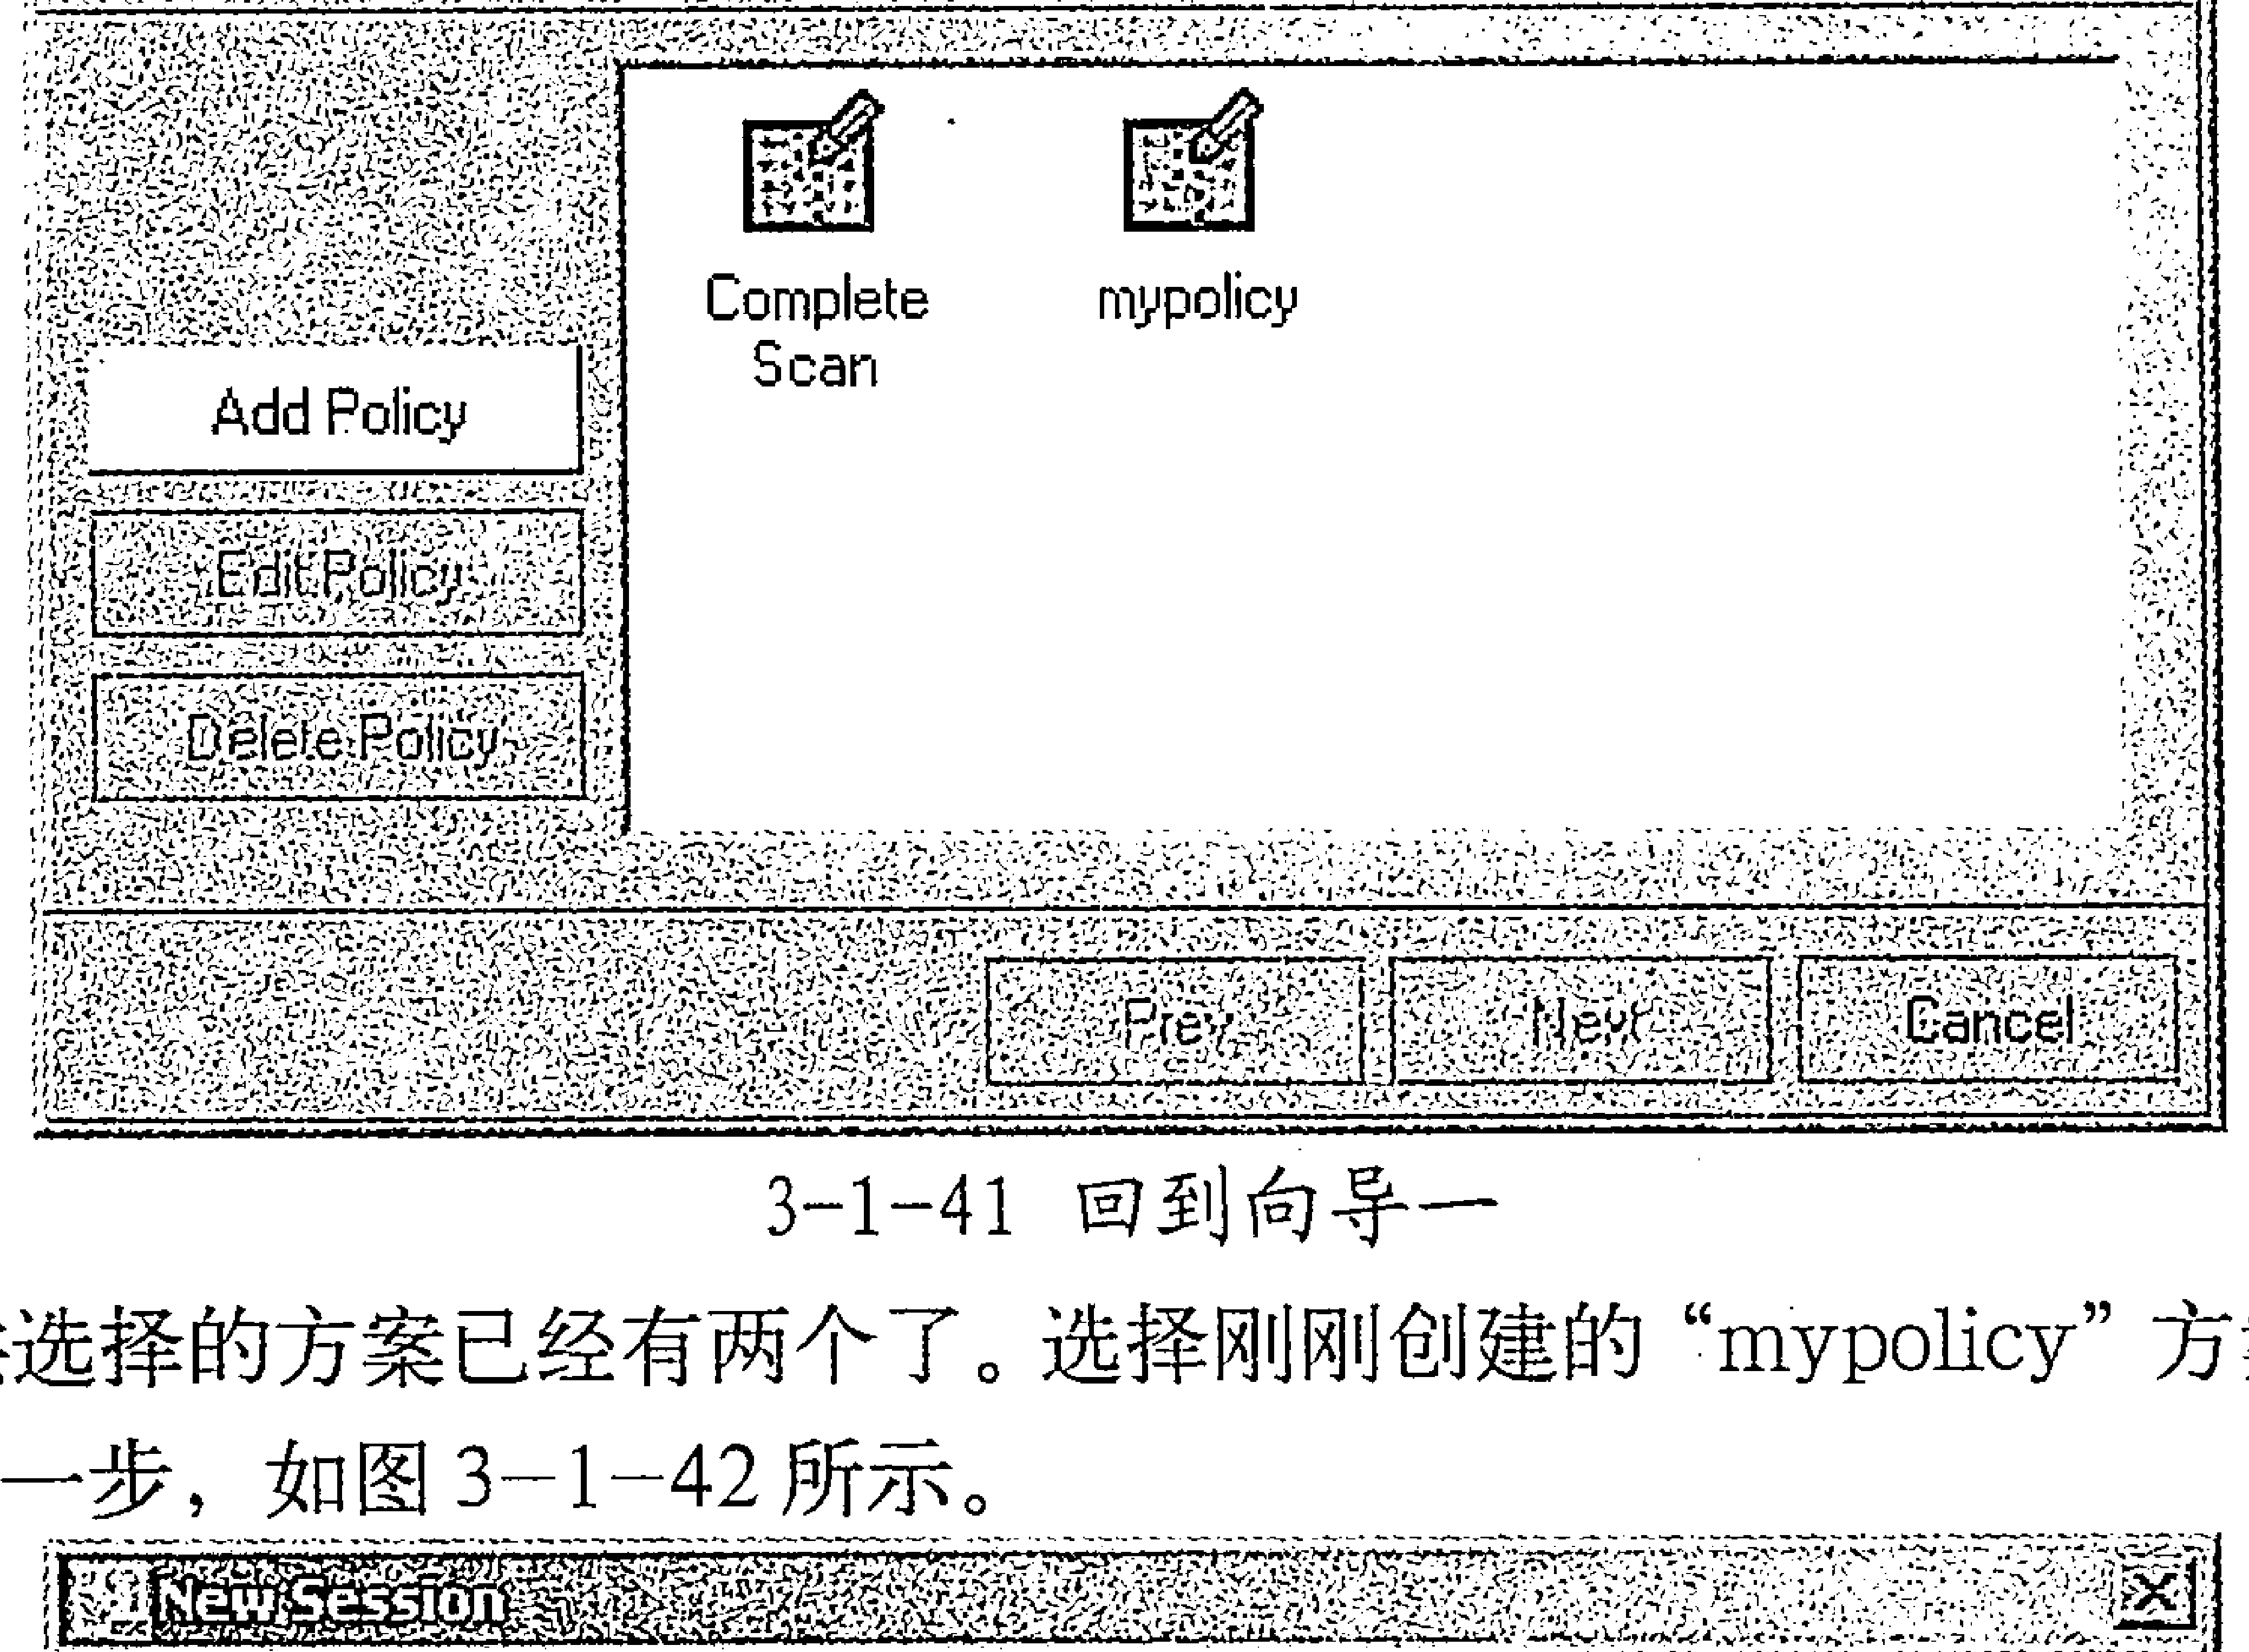 Complete
Scan
mypolicy
Add Policy
Edit Policy
Delete Policy
Prev
Next
Cancel
3-1-41 回到向导一
选择的方案已经有两个了。选择刚刚创建的“mypolicy”方
一步，如图3-1-42所示。
New Session